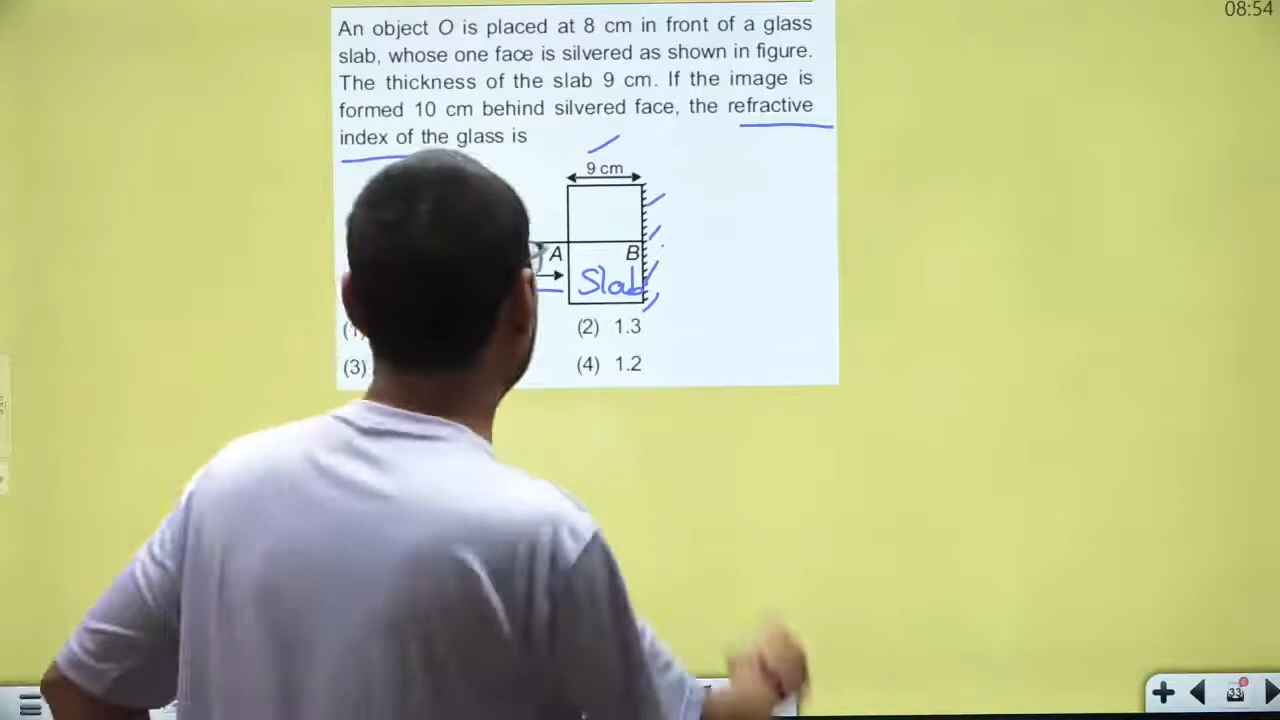 08:54
An object O is placed at 8 cm in front of a glass
slab, whose one face is silvered as shown in figure.
The thickness of the slab 9 cm. If the image is
formed 10 cm behind silvered face, the refractive
index of the glass is
9 cm
A B
Slab
(2) 1.3
(3)
(4) 1.2
33